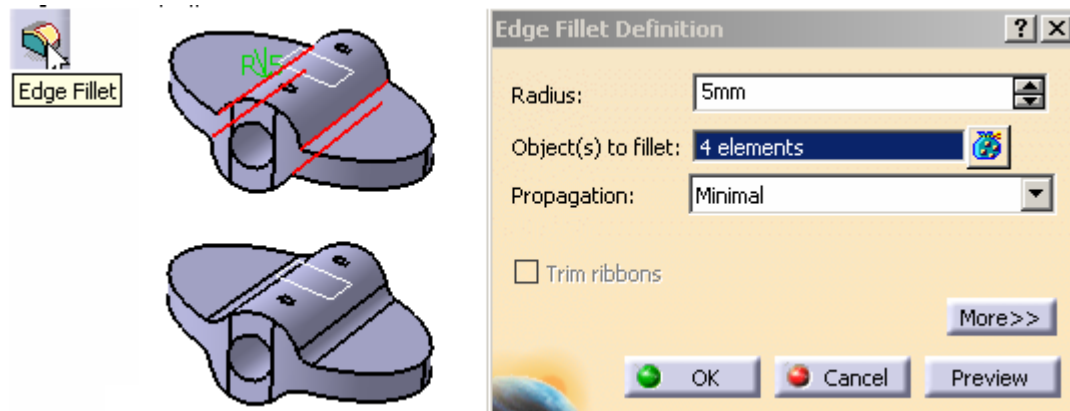 Edge Fillet
R 5
Edge Fillet Definition
Radius:
5mm
Object(s) to fillet:
4 elements
Propagation:
Minimal
Trim ribbons
More>>
OK
Cancel
Preview